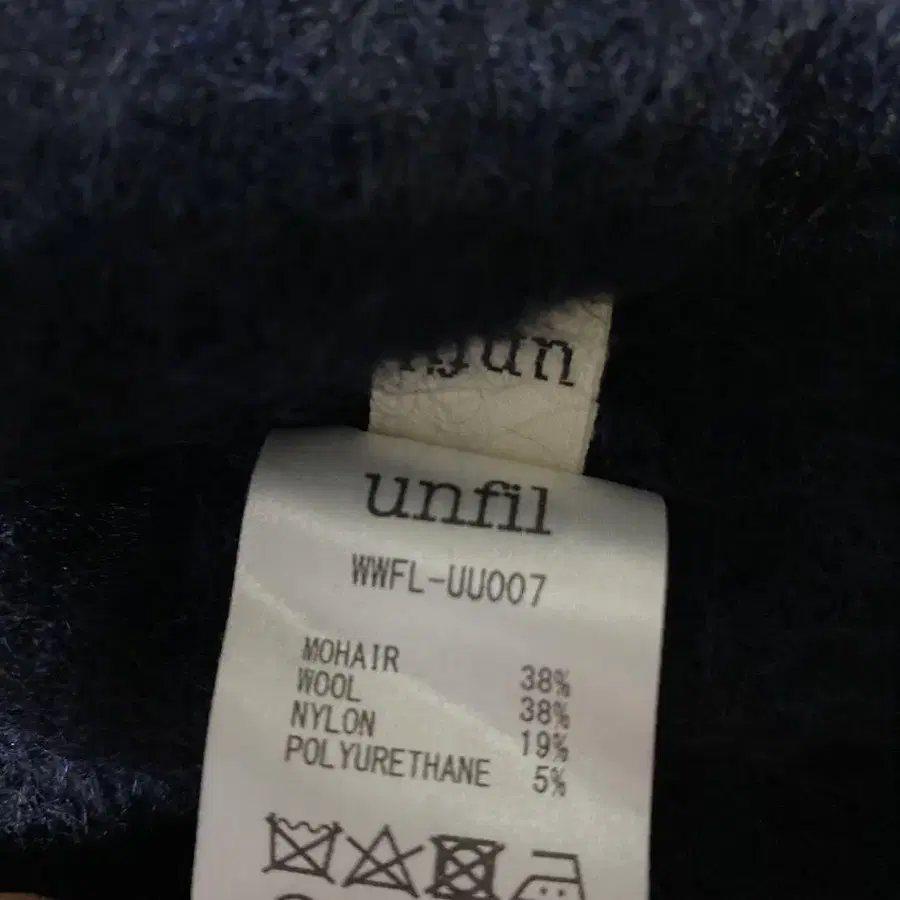 unfil
WWFL-UU007
MOHAIR 38%
WOOL 38%
NYLON 19%
POLYURETHANE 5%